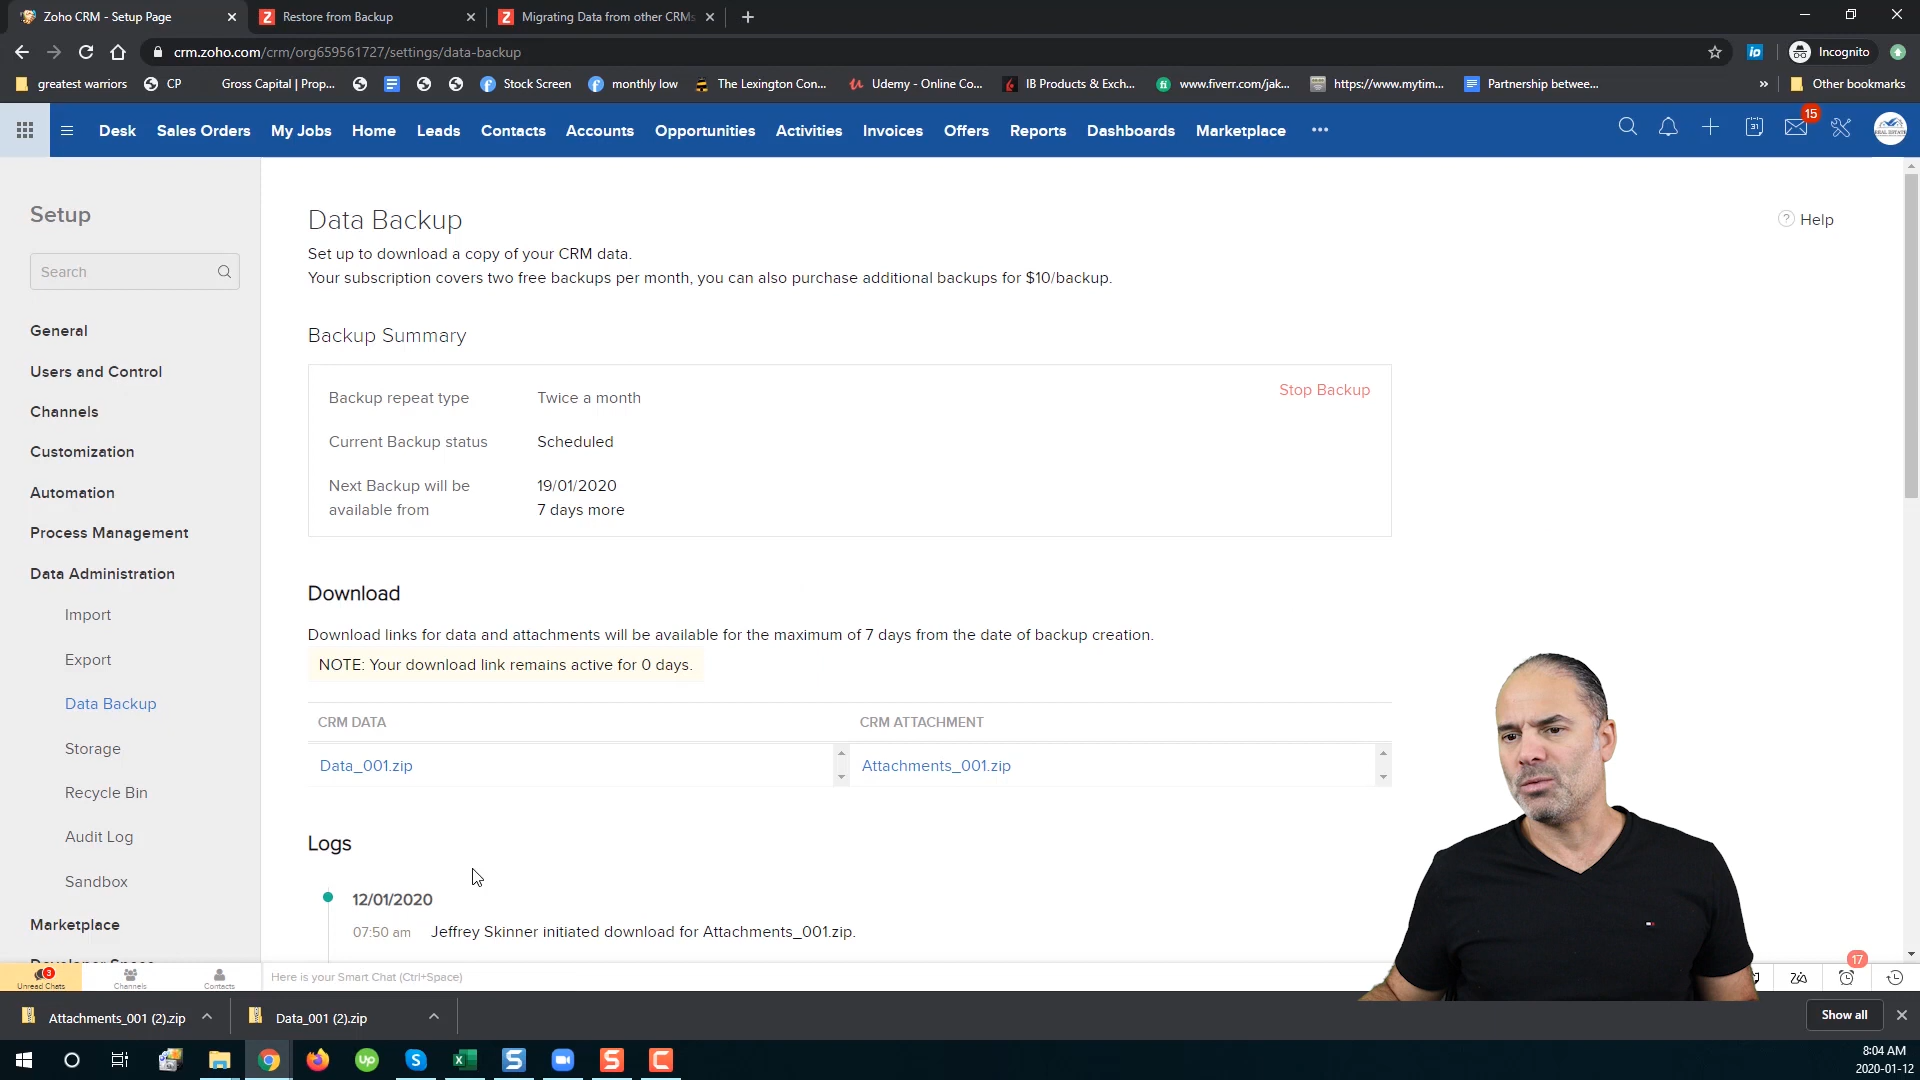 Zoho CRM - Setup Page
Restore from Backup
Migrating Data from other CRMs
crm.zoho.com/crm/org659561727/settings/data-backup
Incognito
greatest warriors
CP
Gross Capital | Prop...
Stock Screen
monthly low
The Lexington Con...
Udemy - Online Co...
IB Products & Exch...
www.fiverr.com/jak...
https://www.mytim...
Partnership betwee...
»
Other bookmarks
Desk
Sales Orders
My Jobs
Home
Leads
Contacts
Accounts
Opportunities
Activities
Invoices
Offers
Reports
Dashboards
Marketplace
31
15
Setup
Search
General
Users and Control
Channels
Customization
Automation
Process Management
Data Administration
Import
Export
Data Backup
Storage
Recycle Bin
Audit Log
Sandbox
Marketplace
Data Backup
Help
Set up to download a copy of your CRM data.
Your subscription covers two free backups per month, you can also purchase additional backups for $10/backup.
Backup Summary
Backup repeat type
Twice a month
Stop Backup
Current Backup status
Scheduled
Next Backup will be
available from
19/01/2020
7 days more
Download
Download links for data and attachments will be available for the maximum of 7 days from the date of backup creation.
NOTE: Your download link remains active for 0 days.
CRM DATA
CRM ATTACHMENT
Data_001.zip
Attachments_001.zip
Logs
12/01/2020
07:50 am
Jeffrey Skinner initiated download for Attachments_001.zip.
3
Unread Chats
Channels
Contacts
Here is your Smart Chat (Ctrl+Space)
17
Attachments_001 (2).zip
Data_001 (2).zip
Show all
8:04 AM
2020-01-12